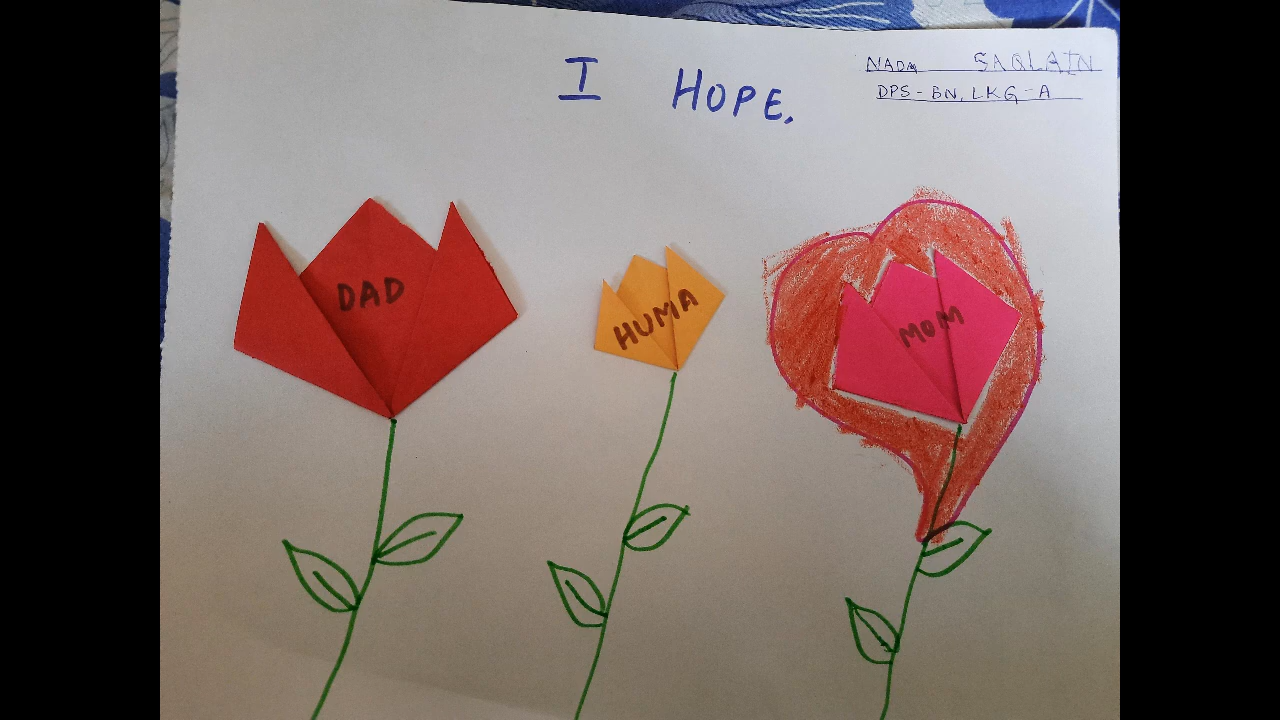 I HOPE.
NADA SAQLAIN
DPS-BN, LKG-A
DAD
HUMA
MOM